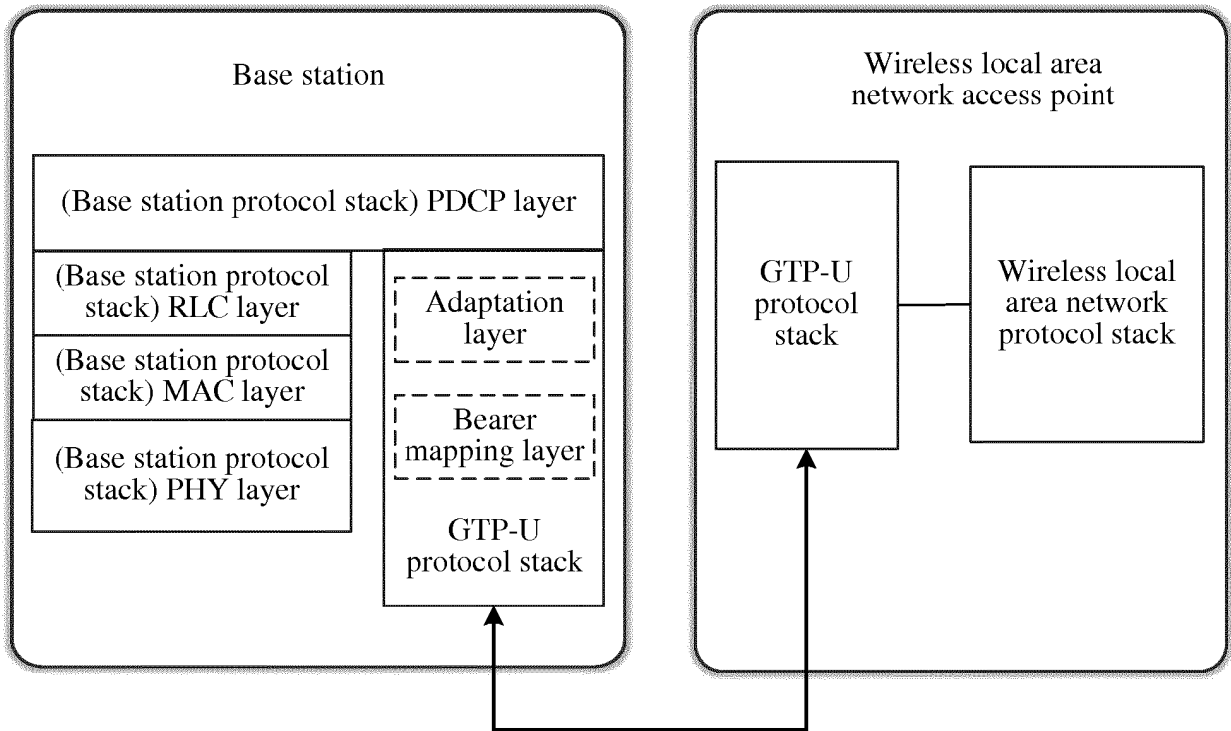 Base station
(Base station protocol stack) PDCP layer
(Base station protocol
stack) RLC layer
(Base station protocol
stack) MAC layer
(Base station protocol
stack) PHY layer
Adaptation
layer
Bearer
mapping layer
GTP-U
protocol stack
Wireless local area
network access point
GTP-U
protocol
stack
Wireless local
area network
protocol stack